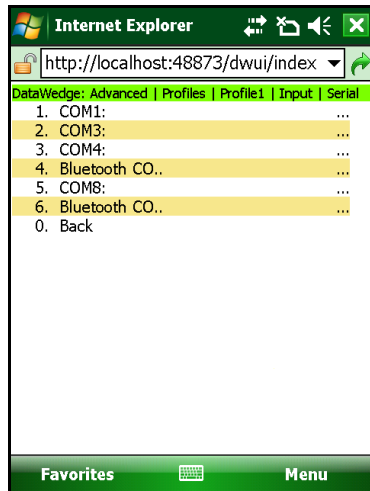 Internet Explorer
http://localhost:48873/dwui/index
DataWedge: Advanced | Profiles | Profile1 | Input | Serial
1. COM1: ...
2. COM3: ...
3. COM4: ...
4. Bluetooth CO.. ...
5. COM8: ...
6. Bluetooth CO.. ...
0. Back
Favorites Menu